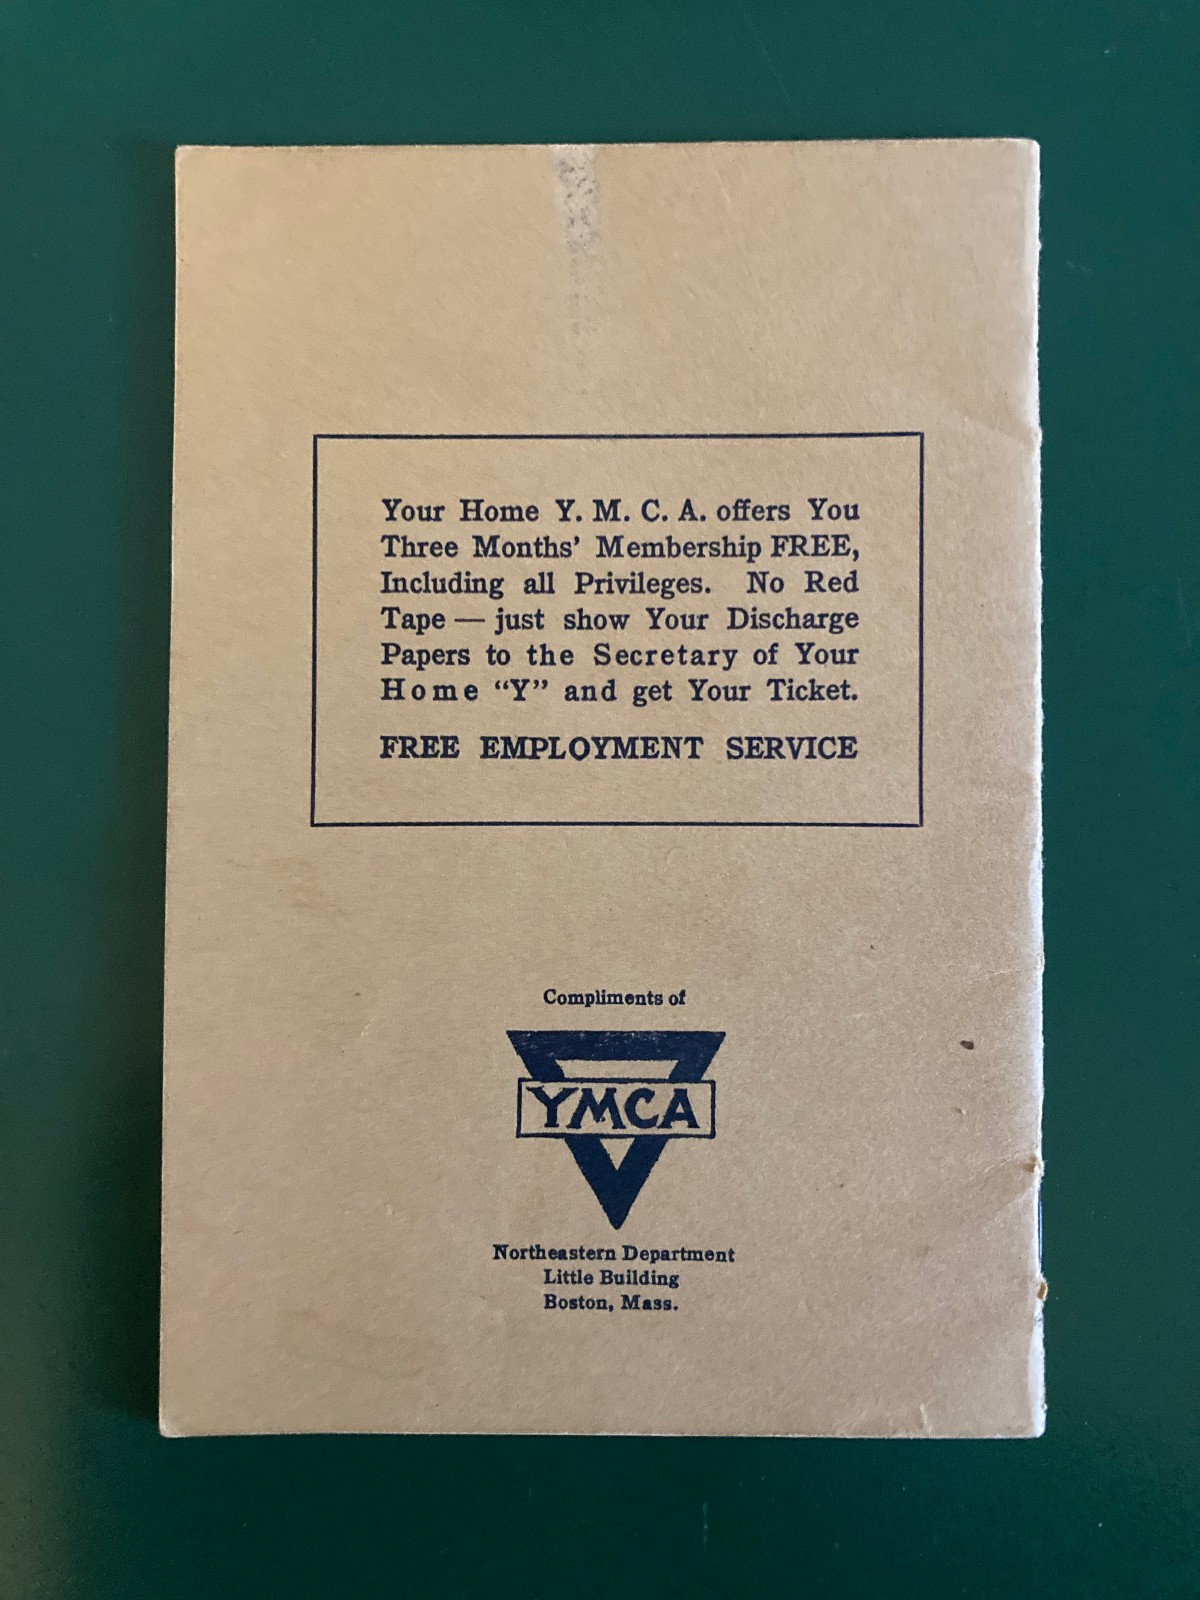 Your Home Y. M. C. A. offers You
Three Months' Membership FREE,
Including all Privileges. No Red
Tape — just show Your Discharge
Papers to the Secretary of Your
Home “Y” and get Your Ticket.
FREE EMPLOYMENT SERVICE
Compliments of
YMCA
Northeastern Department
Little Building
Boston, Mass.